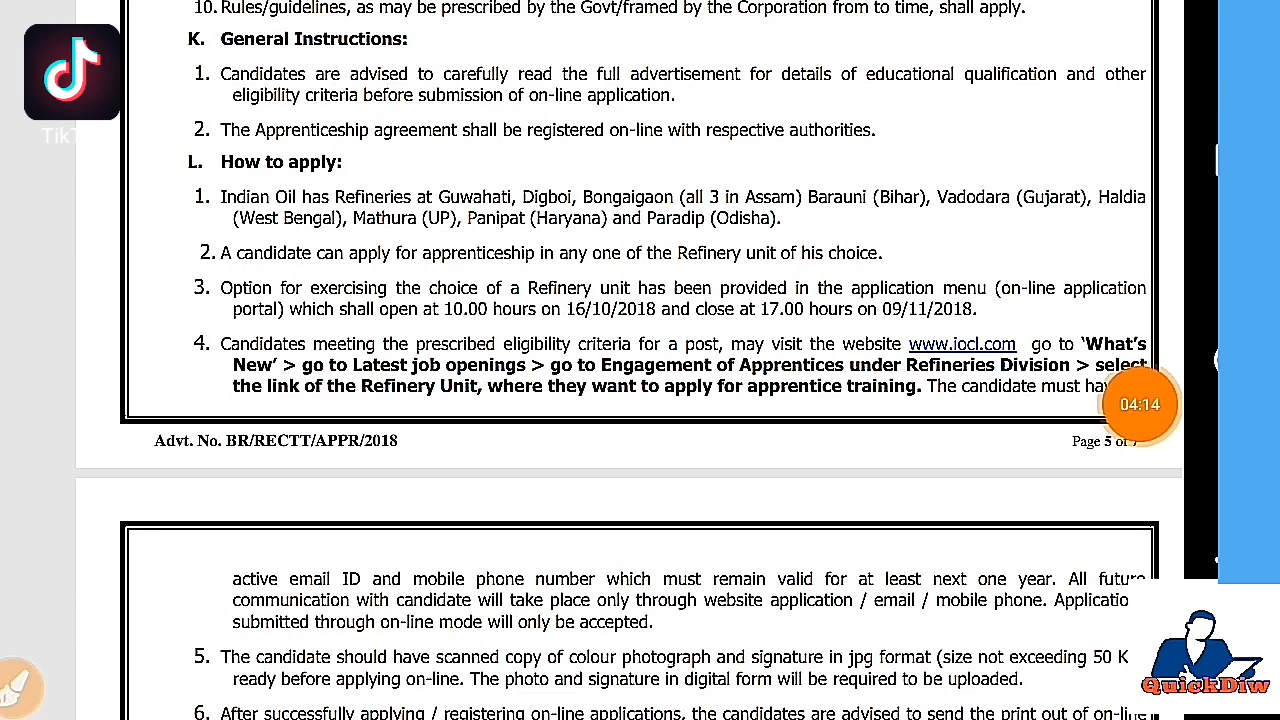 10. Rules/guidelines, as may be prescribed by the Govt/framed by the Corporation from to time, shall apply.
K. General Instructions:
1. Candidates are advised to carefully read the full advertisement for details of educational qualification and other
eligibility criteria before submission of on-line application.
2. The Apprenticeship agreement shall be registered on-line with respective authorities.
L. How to apply:
1. Indian Oil has Refineries at Guwahati, Digboi, Bongaigaon (all 3 in Assam) Barauni (Bihar), Vadodara (Gujarat), Haldia
(West Bengal), Mathura (UP), Panipat (Haryana) and Paradip (Odisha).
2. A candidate can apply for apprenticeship in any one of the Refinery unit of his choice.
3. Option for exercising the choice of a Refinery unit has been provided in the application menu (on-line application
portal) which shall open at 10.00 hours on 16/10/2018 and close at 17.00 hours on 09/11/2018.
4. Candidates meeting the prescribed eligibility criteria for a post, may visit the website www.iocl.com go to ‘What’s
New’ > go to Latest job openings > go to Engagement of Apprentices under Refineries Division > select
the link of the Refinery Unit, where they want to apply for apprentice training. The candidate must
04:14
Advt. No. BR/RECTT/APPR/2018
Page 5 of 7
active email ID and mobile phone number which must remain valid for at least next one year. All future
communication with candidate will take place only through website application / email / mobile phone. Applicatio
submitted through on-line mode will only be accepted.
5. The candidate should have scanned copy of colour photograph and signature in jpg format (size not exceeding 50 K
ready before applying on-line. The photo and signature in digital form will be required to be uploaded.
6. After successfully applying / registering on-line applications, the candidates are advised to send the print out of on-line
QuickDiw